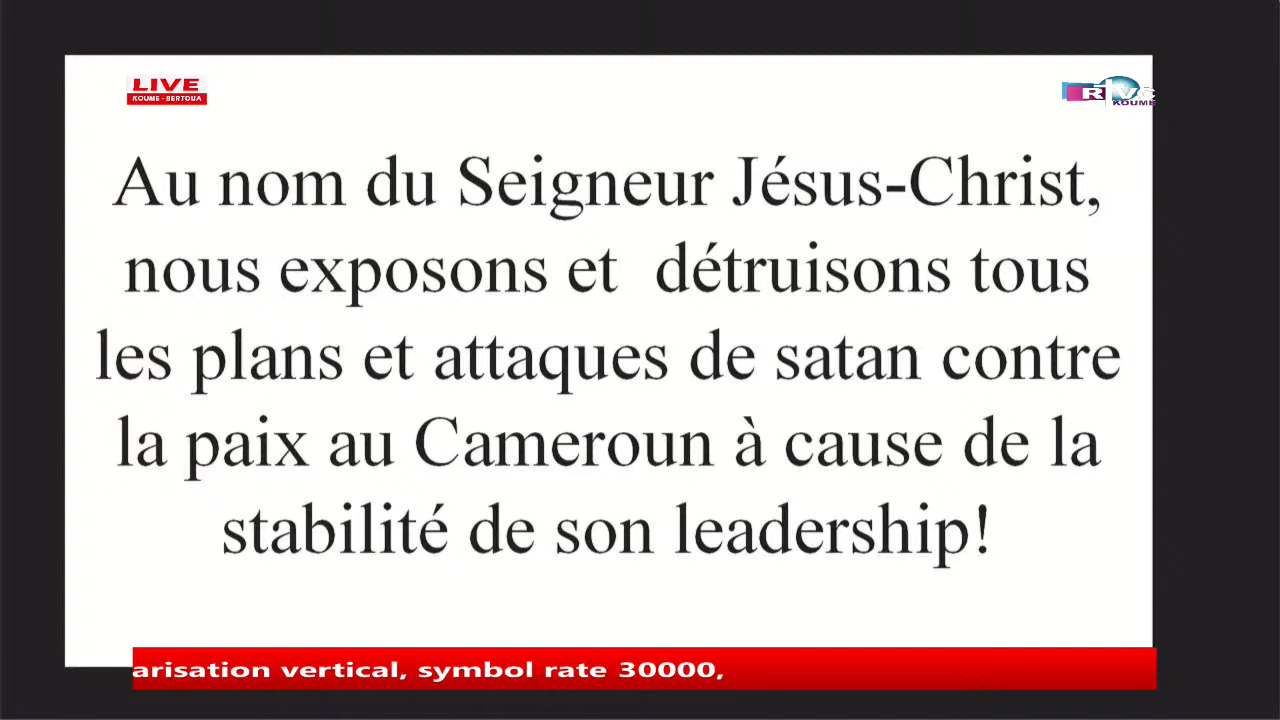 LIVE
KOUME - BERTOUA
KOUME
Au nom du Seigneur Jésus-Christ,
nous exposons et  détruisons tous
les plans et attaques de satan contre
la paix au Cameroun à cause de la
stabilité de son leadership!
arisation vertical, symbol rate 30000,